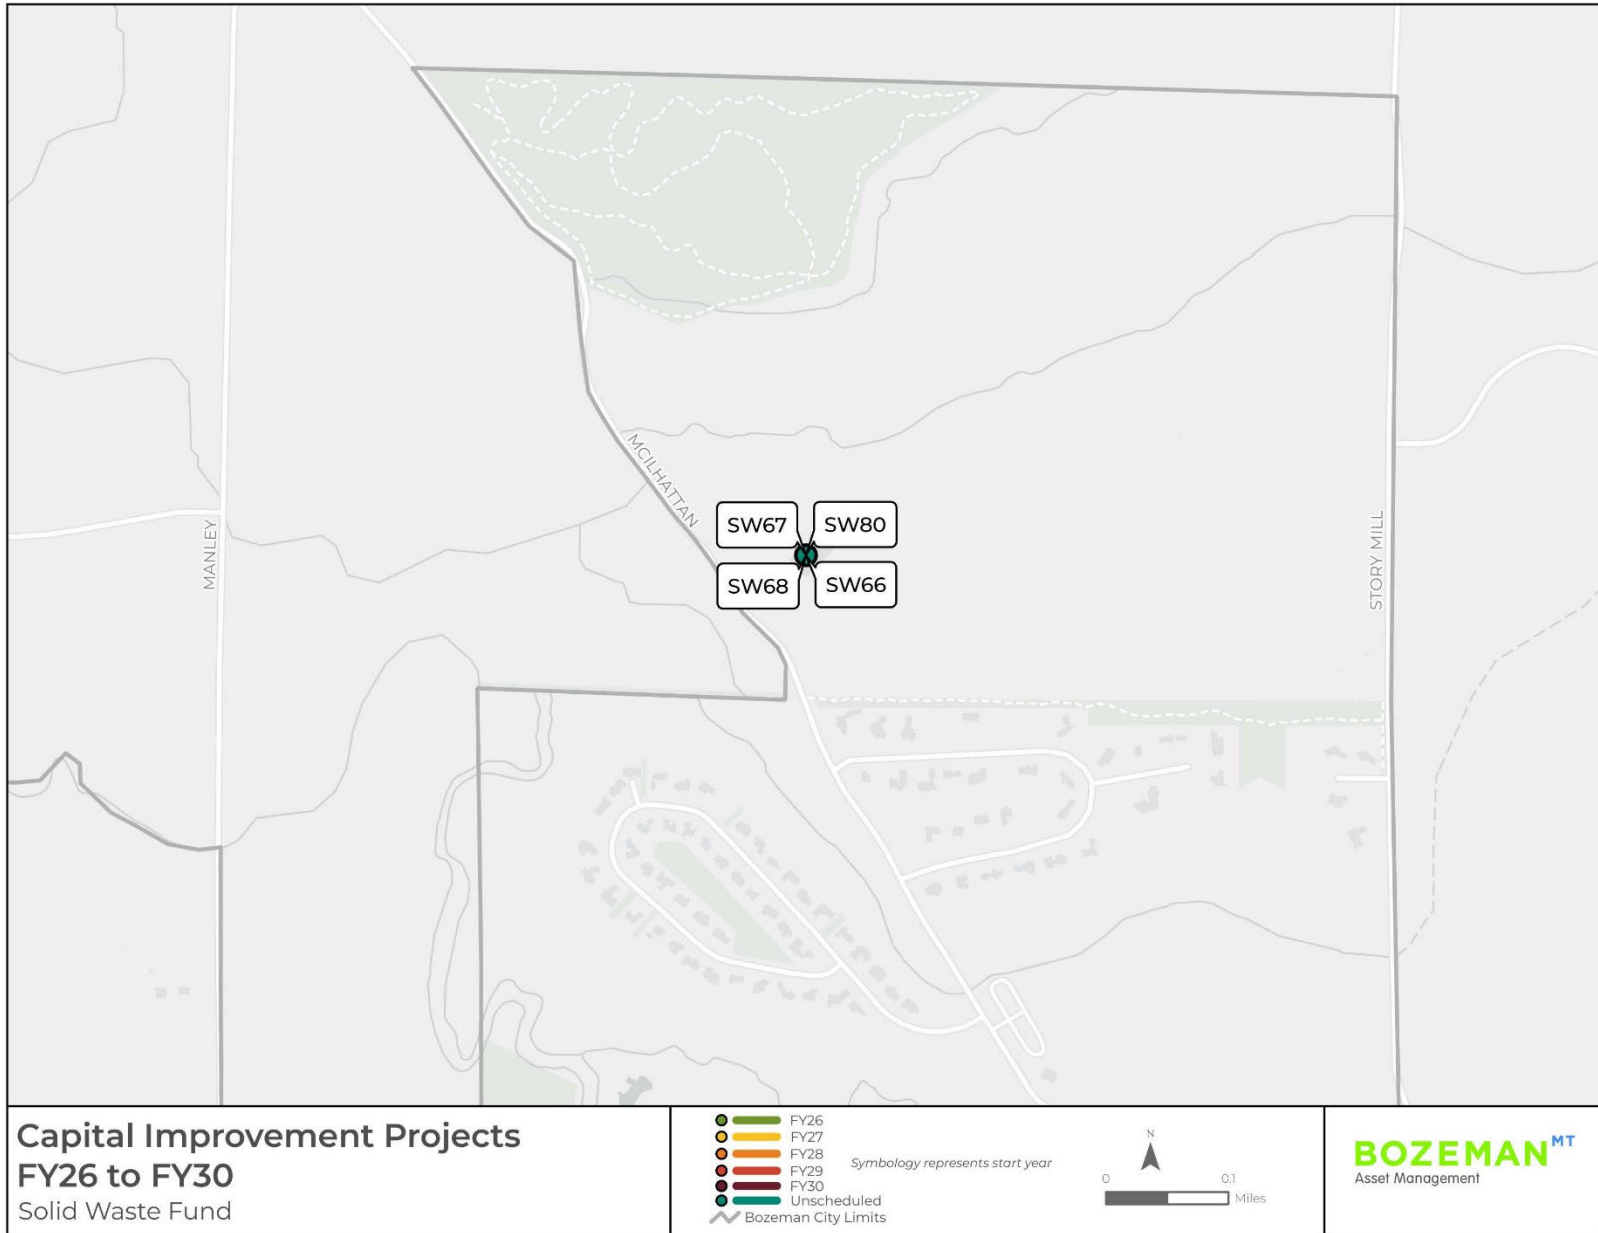 MCILHATTAN
SW67
SW80
MANLEY
STORY MILL
SW68
SW66
Capital Improvement Projects
FY26 to FY30
Solid Waste Fund
FY26
FY27
FY28
FY29
FY30
Unscheduled
Bozeman City Limits
Symbology represents start year
N
0 0.1
Miles
BOZEMAN MT
Asset Management